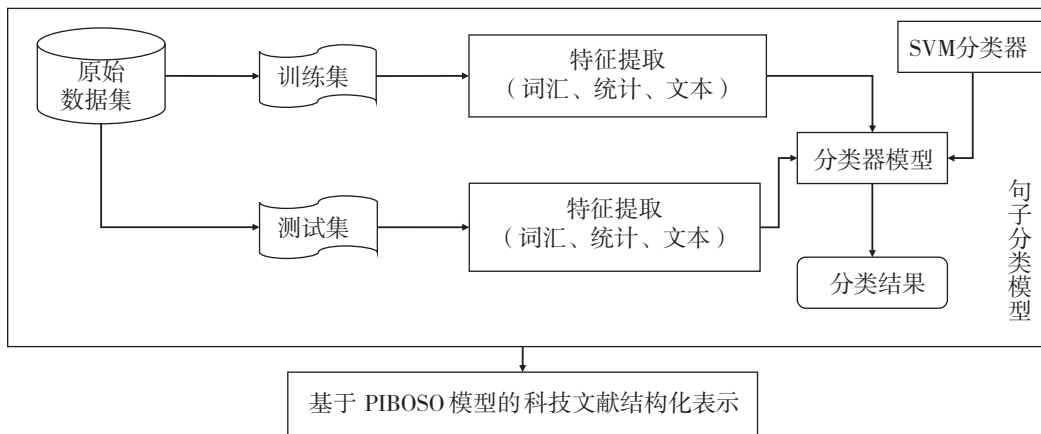 原始
数据集
训练集
特征提取
（词汇、统计、文本）
SVM分类器
分类器模型
测试集
特征提取
（词汇、统计、文本）
分类结果
句子分类模型
基于 PIBOSO 模型的科技文献结构化表示